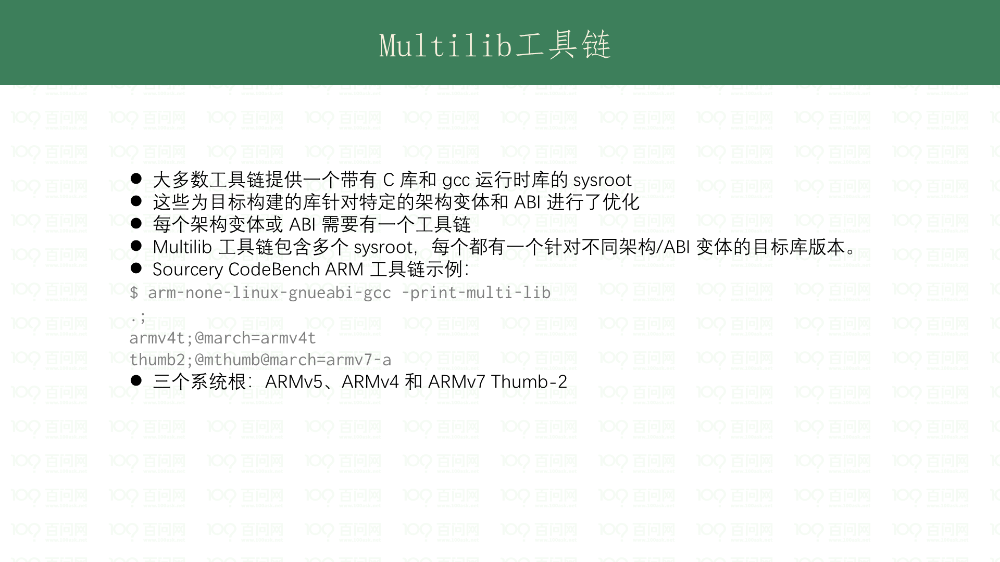 Multilib工具链
● 大多数工具链提供一个带有 C 库和 gcc 运行时库的 sysroot
● 这些为目标构建的库针对特定的架构变体和 ABI 进行了优化
● 每个架构变体或 ABI 需要有一个工具链
● Multilib 工具链包含多个 sysroot，每个都有一个针对不同架构/ABI 变体的目标库版本。
● Sourcery CodeBench ARM 工具链示例：
$ arm-none-linux-gnueabi-gcc -print-multi-lib
.;
armv4t;@march=armv4t
thumb2;@mthumb@march=armv7-a
● 三个系统根：ARMv5、ARMv4 和 ARMv7 Thumb-2
百问网
www.100ask.net